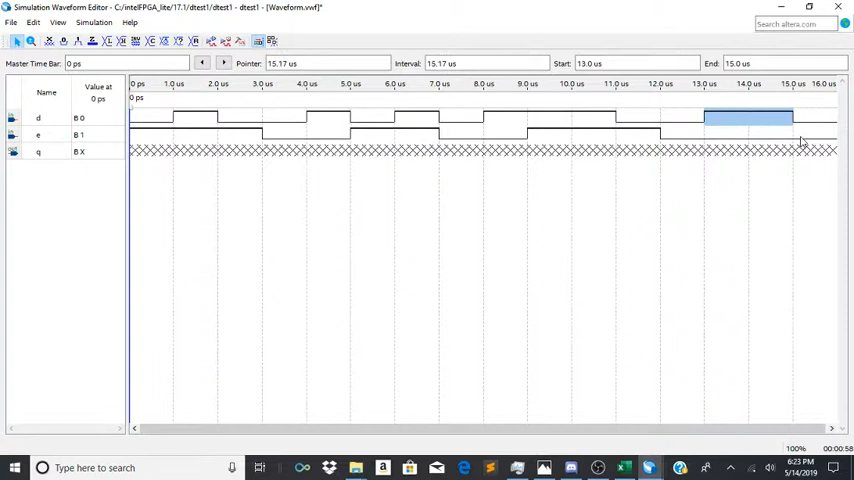 Simulation Waveform Editor - C:/intelFPGA_lite/17.1/dtest1/dtest1 - dtest1 - [Waveform.vwf]*
File Edit View Simulation Help
Search altera.com
Master Time Bar: 0 ps Pointer: 15.17 us Interval: 15.17 us Start: 13.0 us End: 15.0 us
Name Value at 0 ps
0 ps 1.0 us 2.0 us 3.0 us 4.0 us 5.0 us 6.0 us 7.0 us 8.0 us 9.0 us 10.0 us 11.0 us 12.0 us 13.0 us 14.0 us 15.0 us 16.0 us
0 ps
d B 0
e B 1
q B X
100% 00:00:58
Type here to search
6:23 PM
5/14/2019